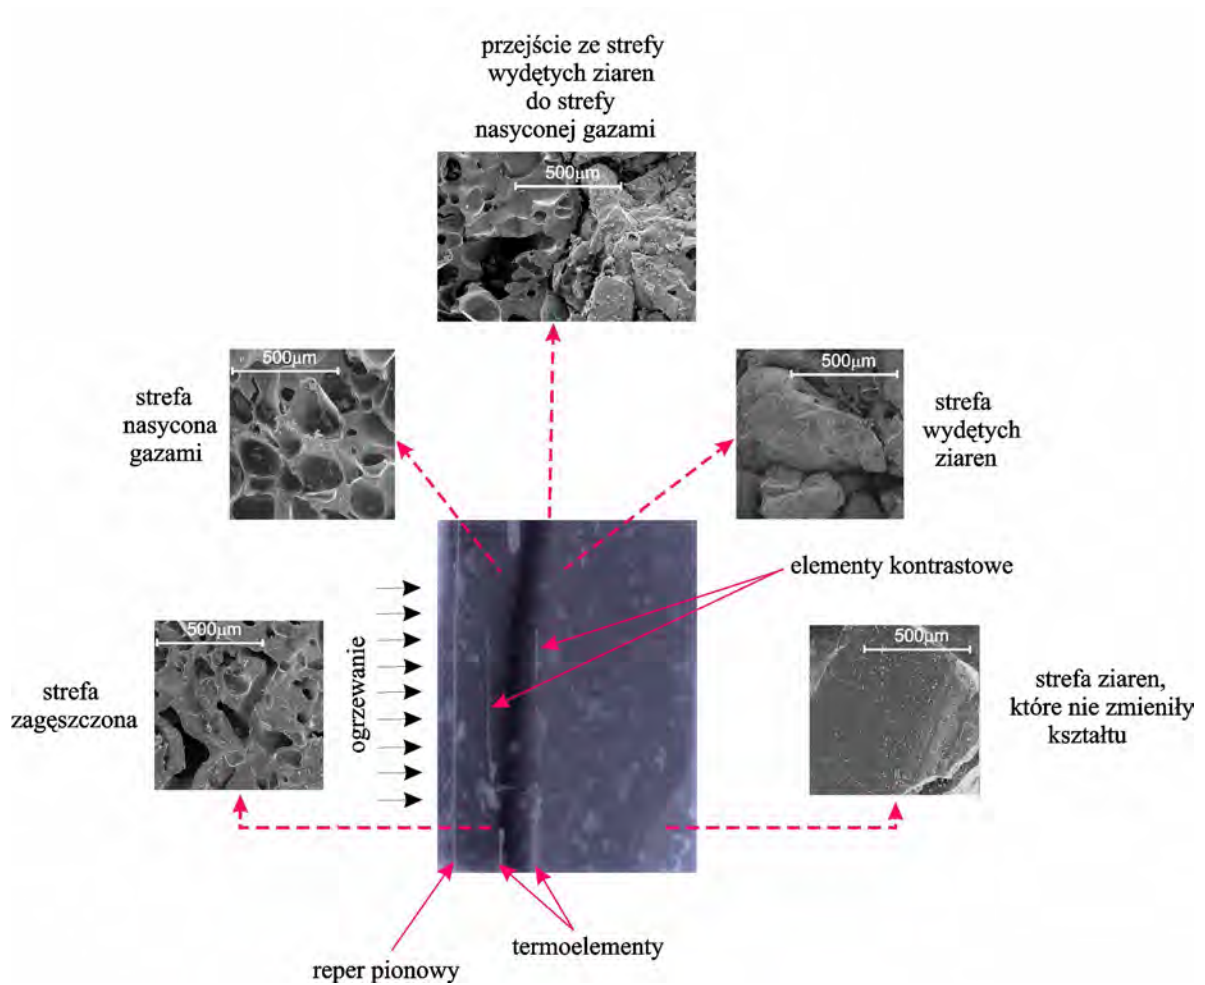 przejście ze strefy
wydętych ziaren
do strefy
nasyconej gazami
500μm
500μm
strefa
nasycona
gazami
500μm
strefa
wydętych
ziaren
elementy kontrastowe
500μm
strefa
zagęszczona
ogrzewanie
500μm
strefa ziaren,
które nie zmieniły
kształtu
termoelementy
reper pionowy